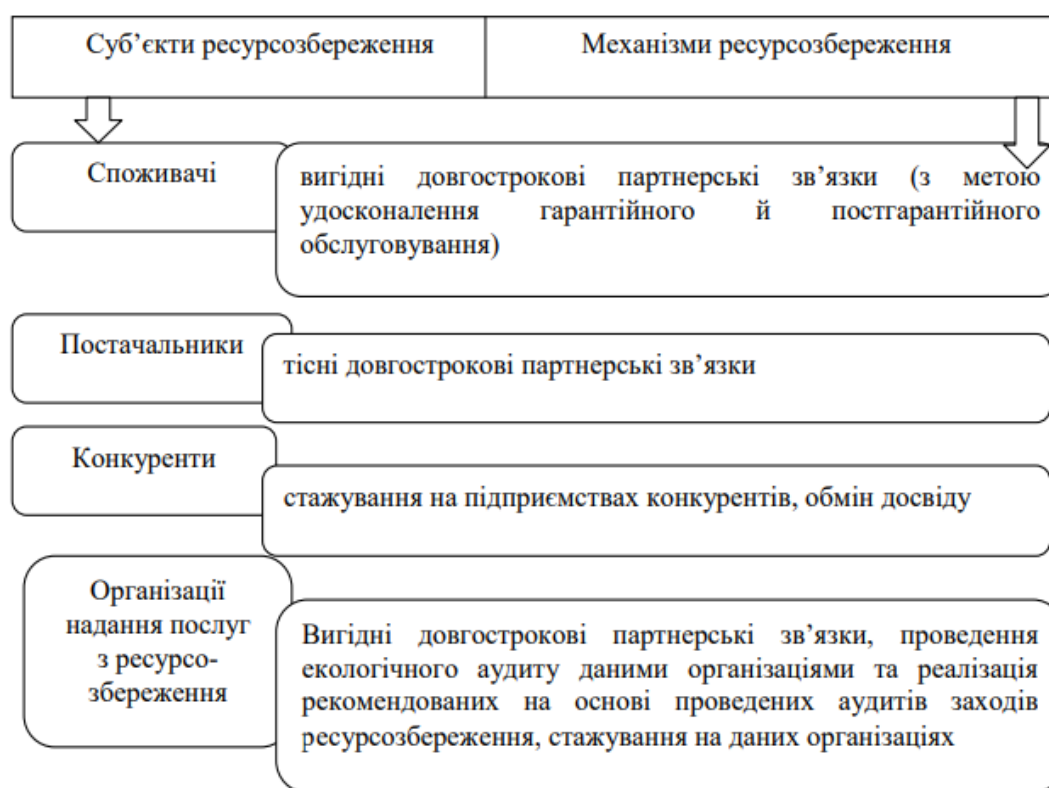 Суб’єкти ресурсозбереження
Механізми ресурсозбереження
Споживачі
вигідні довгострокові партнерські зв’язки (з метою
удосконалення гарантійного й постгарантійного
обслуговування)
Постачальники
тісні довгострокові партнерські зв’язки
Конкуренти
стажування на підприємствах конкурентів, обмін досвіду
Організації
надання послуг
з ресурсо-
збереження
Вигідні довгострокові партнерські зв’язки, проведення
екологічного аудиту даними організаціями та реалізація
рекомендованих на основі проведених аудитів заходів
ресурсозбереження, стажування на даних організаціях